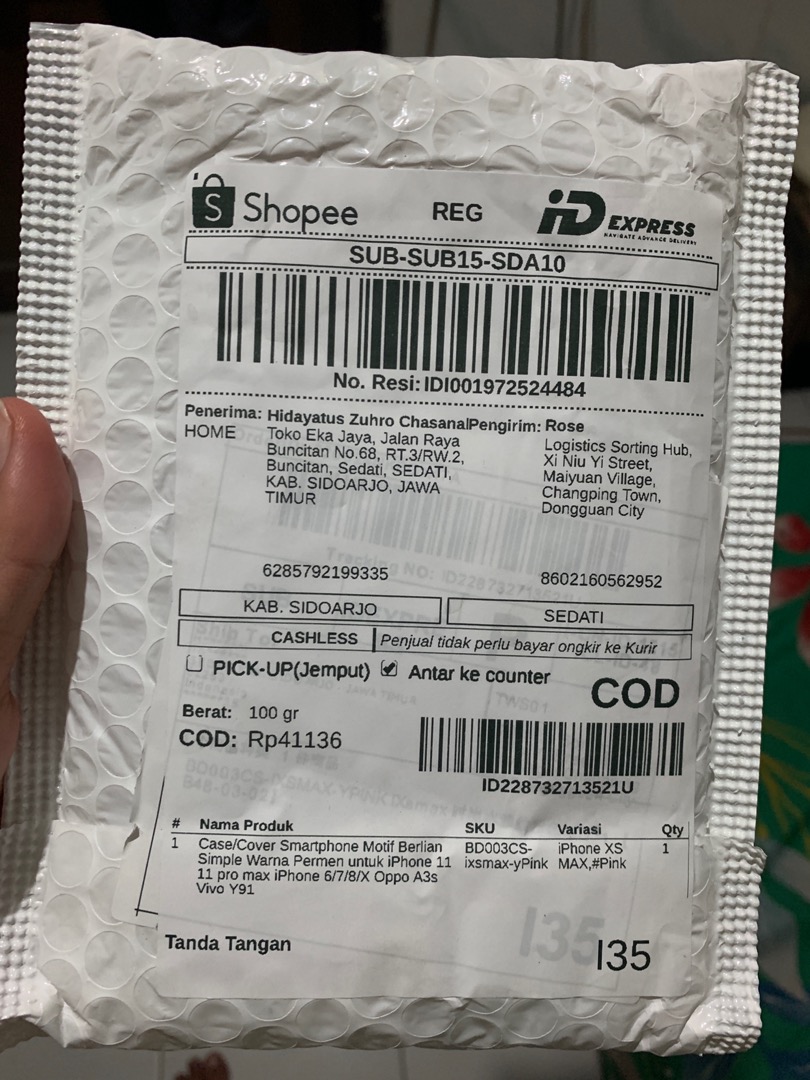 Shopee REG iD EXPRESS
NAVIGATE ADVANCE DELIVERY
SUB-SUB15-SDA10
No. Resi: IDI001972524484
Penerima: Hidayatus Zuhro Chasanal Pengirim: Rose
HOME
Toko Eka Jaya, Jalan Raya
Buncitan No.68, RT.3/RW.2,
Buncitan, Sedati, SEDATI,
KAB. SIDOARJO, JAWA
TIMUR
Logistics Sorting Hub,
Xi Niu Yi Street,
Maiyuan Village,
Changping Town,
Dongguan City
6285792199335
8602160562952
KAB. SIDOARJO
SEDATI
CASHLESS Penjual tidak perlu bayar ongkir ke Kurir
PICK-UP(Jemput) Antar ke counter
COD
Berat: 100 gr
COD: Rp41136
ID228732713521U
# Nama Produk SKU Variasi Qty
1 Case/Cover Smartphone Motif Berlian BD003CS- iPhone XS 1
Simple Warna Permen untuk iPhone 11 ixsmax-yPink MAX,#Pink
11 pro max iPhone 6/7/8/X Oppo A3s
Vivo Y91
Tanda Tangan
I35
I35